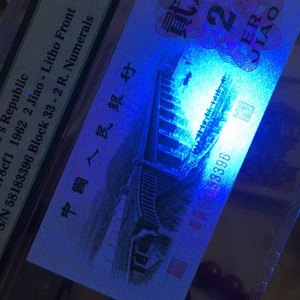 's Republic
1962 2 Jiao - Litho Front
S/N 58183396 Block 33 - 2 R. Numerals
中國人民銀行
貳
2
ER
JIAO
3396